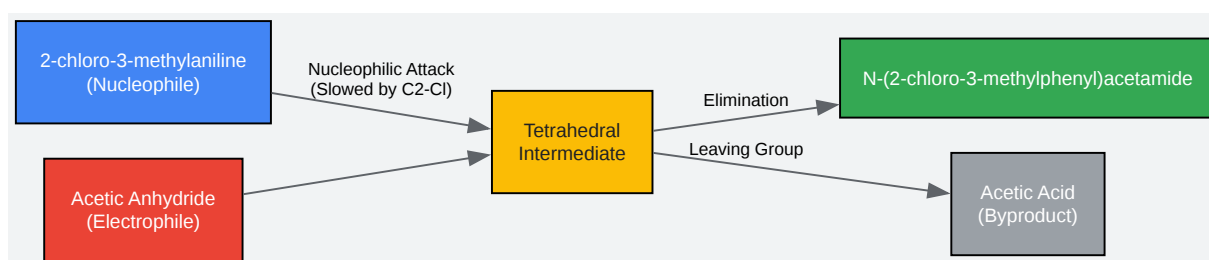 2-chloro-3-methylaniline
(Nucleophile)
Nucleophilic Attack
(Slowed by C2-Cl)
Acetic Anhydride
(Electrophile)
Tetrahedral
Intermediate
Elimination
Leaving Group
N-(2-chloro-3-methylphenyl)acetamide
Acetic Acid
(Byproduct)